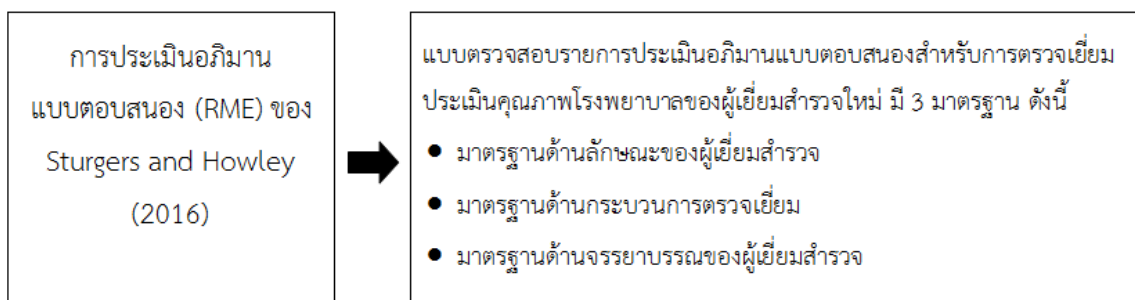 การประเมินอภิมาน
แบบตอบสนอง (RME) ของ
Sturgers and Howley
(2016)
แบบตรวจสอบรายการประเมินอภิมานแบบตอบสนองสำหรับการตรวจเยี่ยม
ประเมินคุณภาพโรงพยาบาลของผู้เยี่ยมสำรวจใหม่ มี 3 มาตรฐาน ดังนี้
● มาตรฐานด้านลักษณะของผู้เยี่ยมสำรวจ
● มาตรฐานด้านกระบวนการตรวจเยี่ยม
● มาตรฐานด้านจรรยาบรรณของผู้เยี่ยมสำรวจ